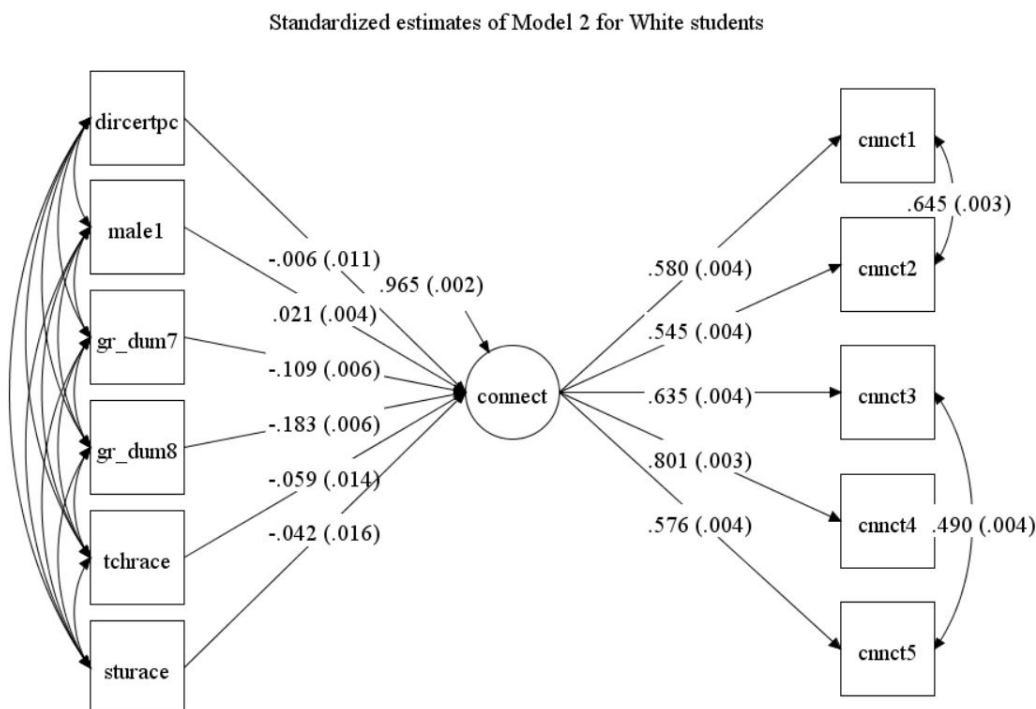 Standardized estimates of Model 2 for White students
dircertpc
male1
gr_dum7
gr_dum8
tchrace
sturace
-.006 (.011)
.021 (.004)
-.109 (.006)
-.183 (.006)
-.059 (.014)
-.042 (.016)
.965 (.002)
connect
.580 (.004)
.545 (.004)
.635 (.004)
.801 (.003)
.576 (.004)
cnnct1
cnnct2
cnnct3
cnnct4
cnnct5
.645 (.003)
.490 (.004)